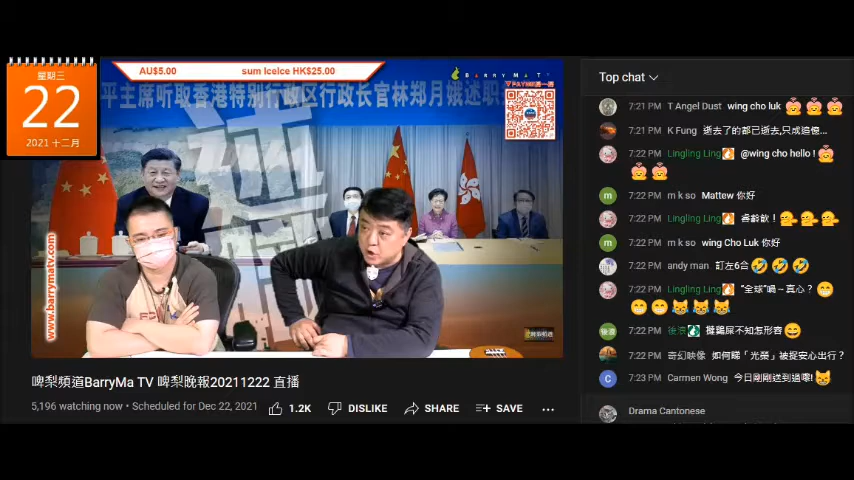 星期三
22
2021 十二月
AU$5.00
sum Iceice HK$25.00
BARRYMATV
平主席听取香港特别行政区行政长官林郑月娥述职
www.barrymatv.com
啤梨頻道BarryMa TV 啤梨晚報20211222 直播
5,196 watching now • Scheduled for Dec 22, 2021
1.2K
DISLIKE
SHARE
SAVE
Top chat
7:21 PM T Angel Dust wing cho luk
7:21 PM K Fung 逝去了的都已逝去,只成追憶...
7:22 PM Lingling Ling @wing cho hello !
7:22 PM m k so Mattew 你好
7:22 PM Lingling Ling
7:22 PM m k so wing Cho Luk 你好
7:22 PM andy man 訂左6合
7:22 PM Lingling Ling "全球"喎～真心？
7:22 PM 後浪 雞屎不知怎形容
7:22 PM 奇幻映像 如何睇「光榮」被捉安心出行？
7:23 PM Carmen Wong 今日剛剛送到過嚟!
Drama Cantonese